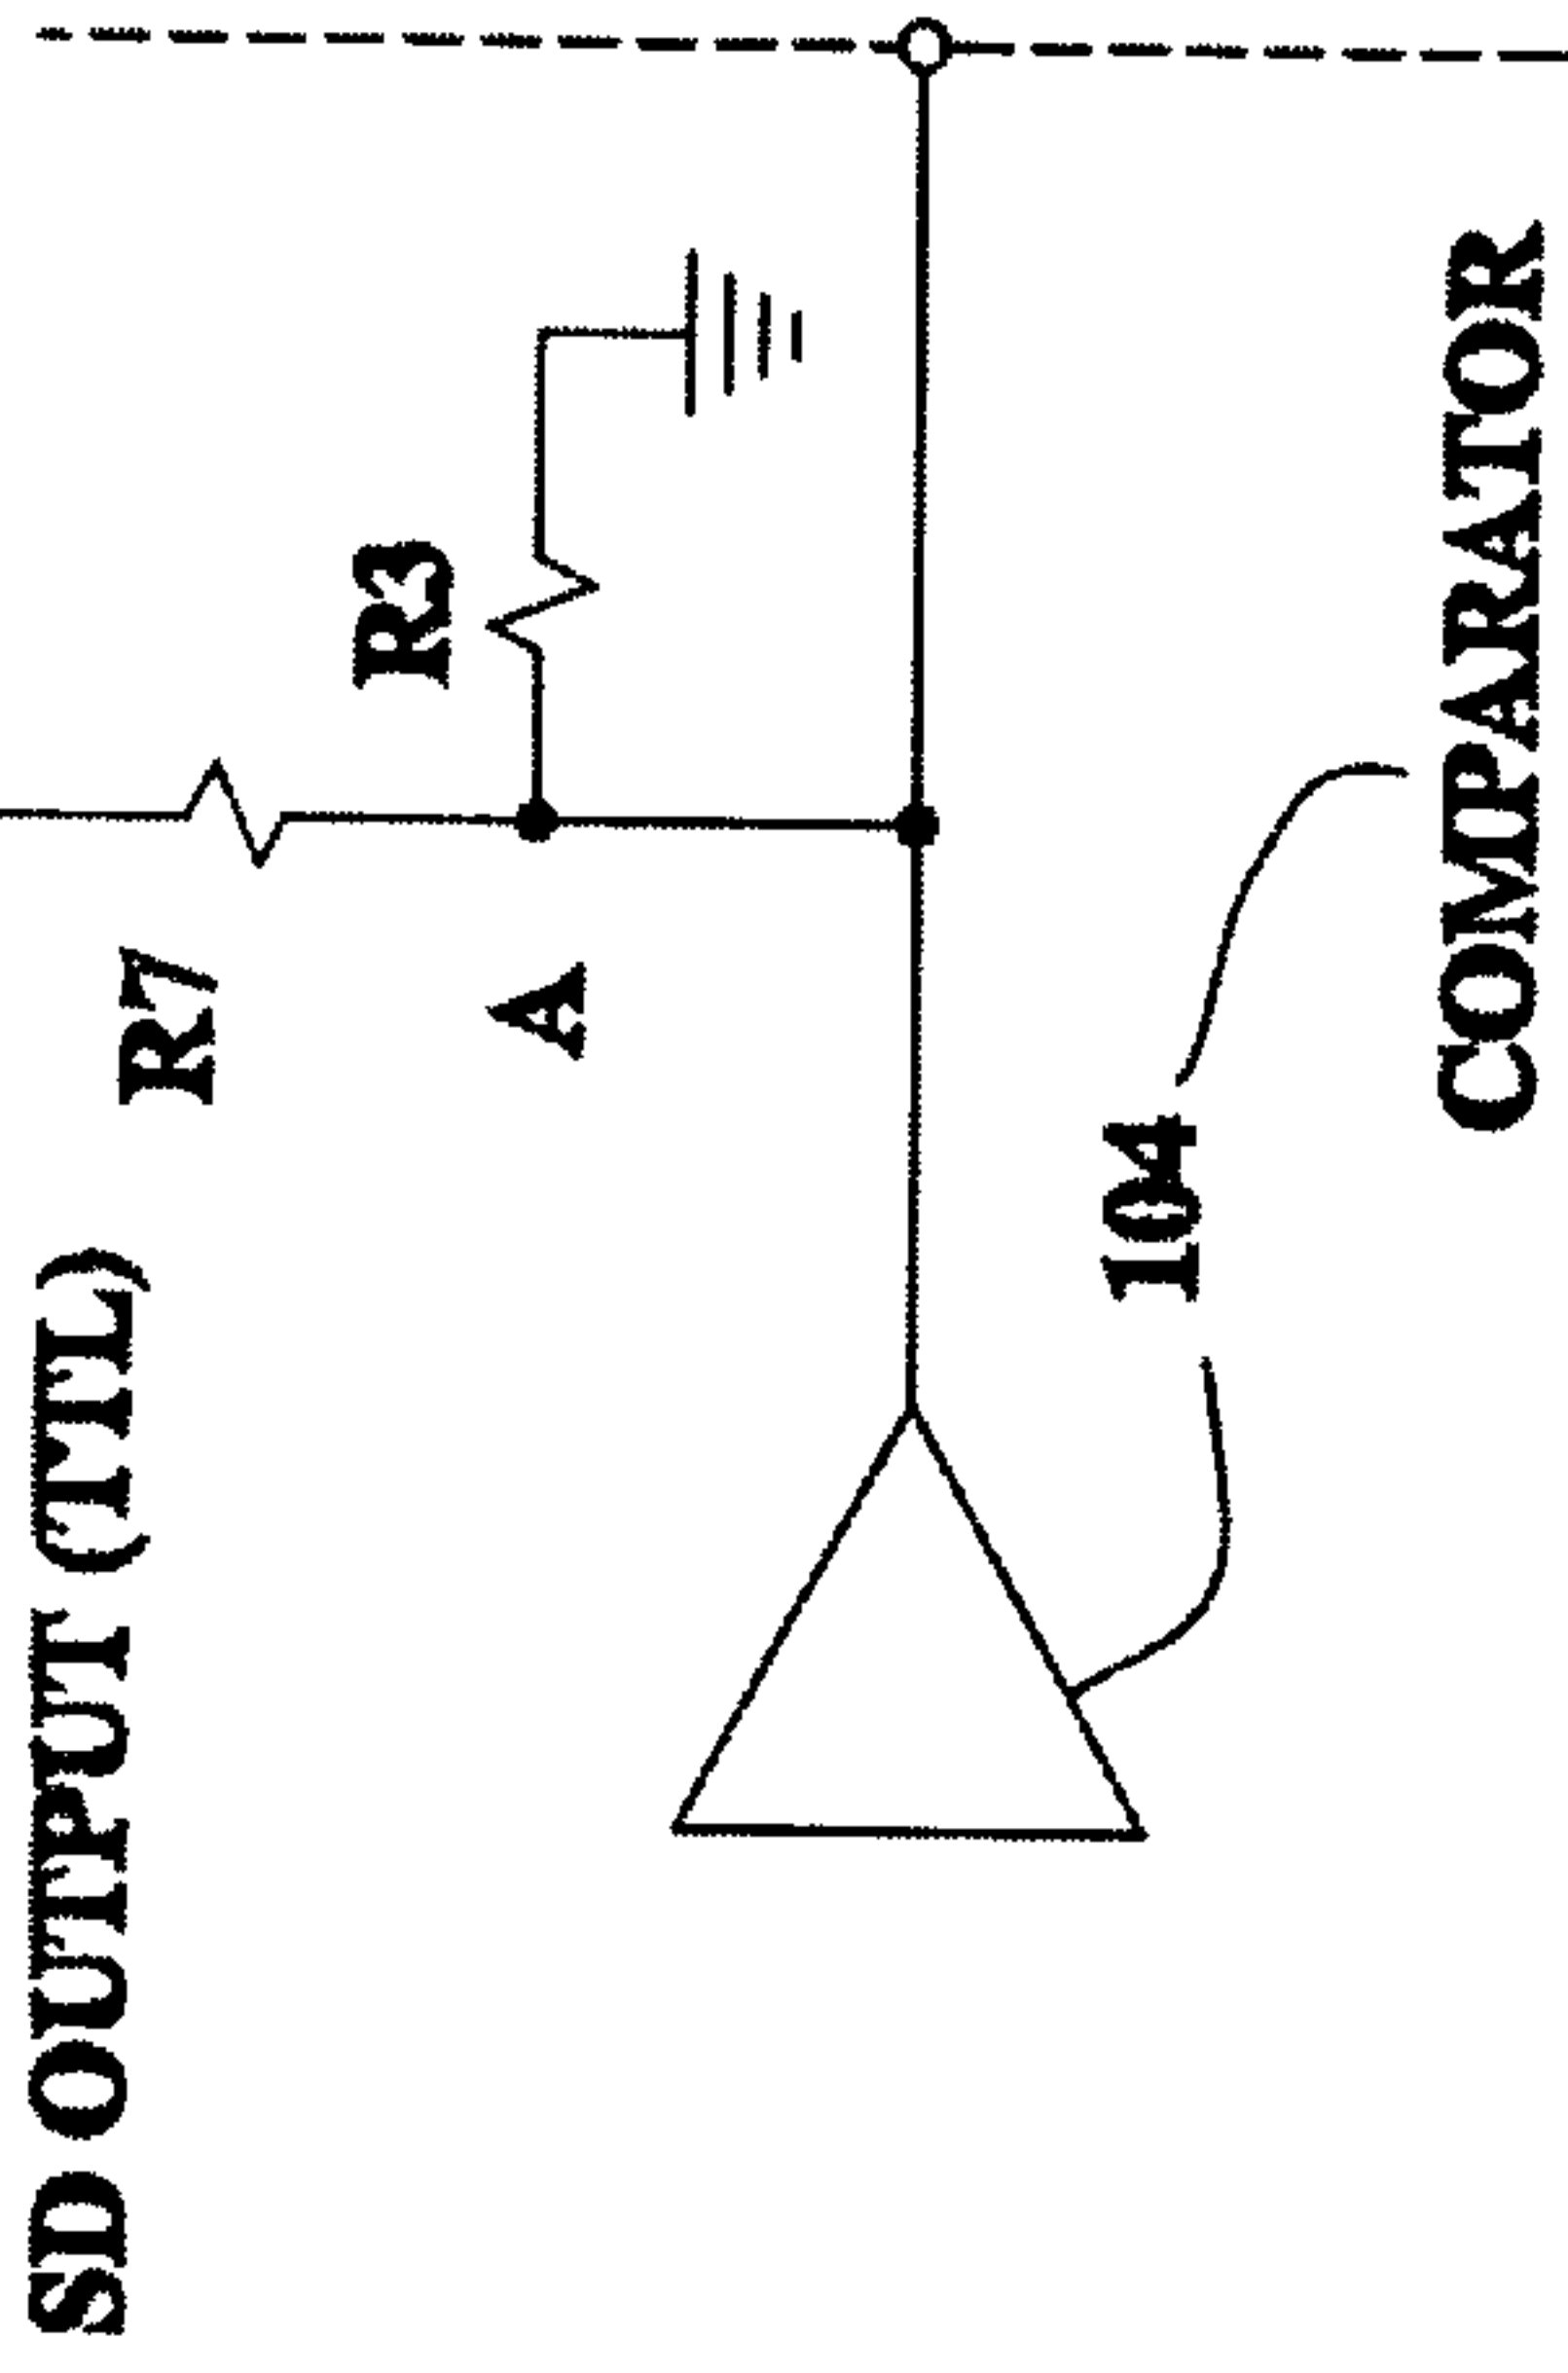 SD OUTPUT (TTL)
R7
R3
A
104
COMPARATOR